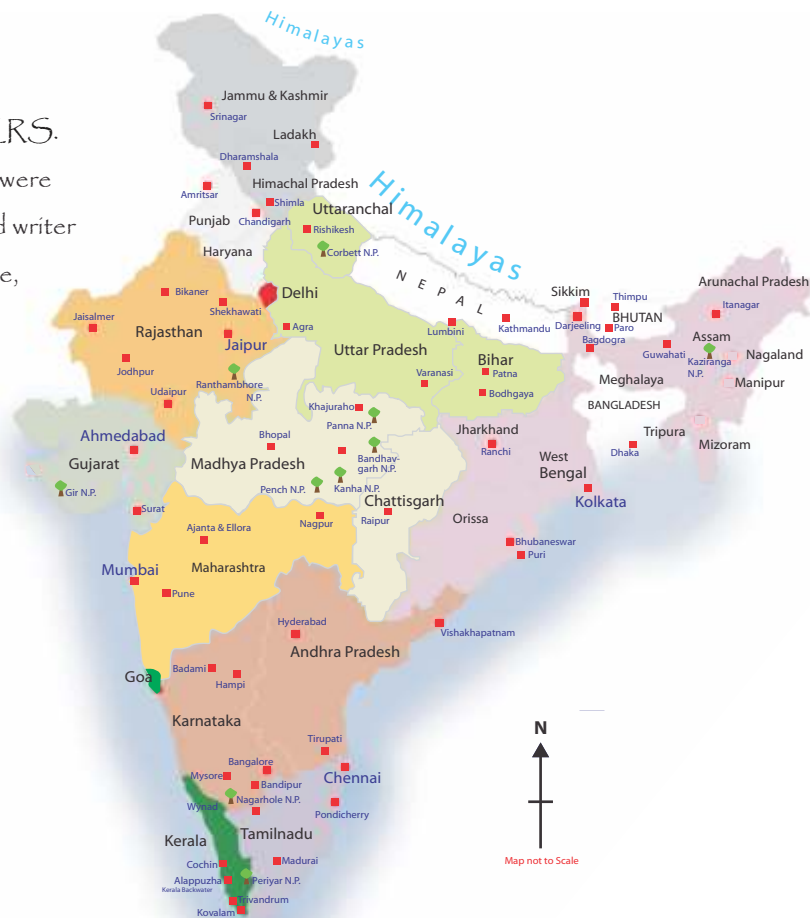 Himalayas
Jammu & Kashmir
Srinagar
RS.
Ladakh
Dharamshala
were
Himachal Pradesh
Himalayas
Amritsar
Shimla
Uttaranchal
Punjab
Chandigarh
d writer
Rishikesh
Haryana
Corbett N.P.
e,
NEPAL
Arunachal Pradesh
Delhi
Bikaner
Sikkim
Thimpu
Itanagar
Shekhawati
Jaisalmer
BHUTAN
Agra
Lumbini
Kathmandu
Darjeeling
Paro
Rajasthan
Bagdogra
Assam
Jaipur
Uttar Pradesh
Guwahati
Kaziranga
N.P.
Nagaland
Bihar
Jodhpur
Patna
Varanasi
Meghalaya
Manipur
Ranthambhore
N.P.
Udaipur
Bodhgaya
Khajuraho
BANGLADESH
Panna N.P.
Jharkhand
Tripura
Ahmedabad
Bhopal
Mizoram
Ranchi
Dhaka
Gujarat
Madhya Pradesh
Bandhav-
garh N.P.
West
Bengal
Gir N.P.
Pench N.P.
Kanha N.P.
Chattisgarh
Kolkata
Surat
Nagpur
Raipur
Orissa
Ajanta & Ellora
Bhubaneswar
Puri
Mumbai
Maharashtra
Pune
Hyderabad
Vishakhapatnam
Andhra Pradesh
Badami
Goa
Hampi
Karnataka
N
Tirupati
Bangalore
Mysore
Chennai
Bandipur
Nagarhole N.P.
Wynad
Pondicherry
Tamilnadu
Kerala
Map not to Scale
Cochin
Madurai
Alappuzha
Kerala Backwater
Periyar N.P.
Trivandrum
Kovalam